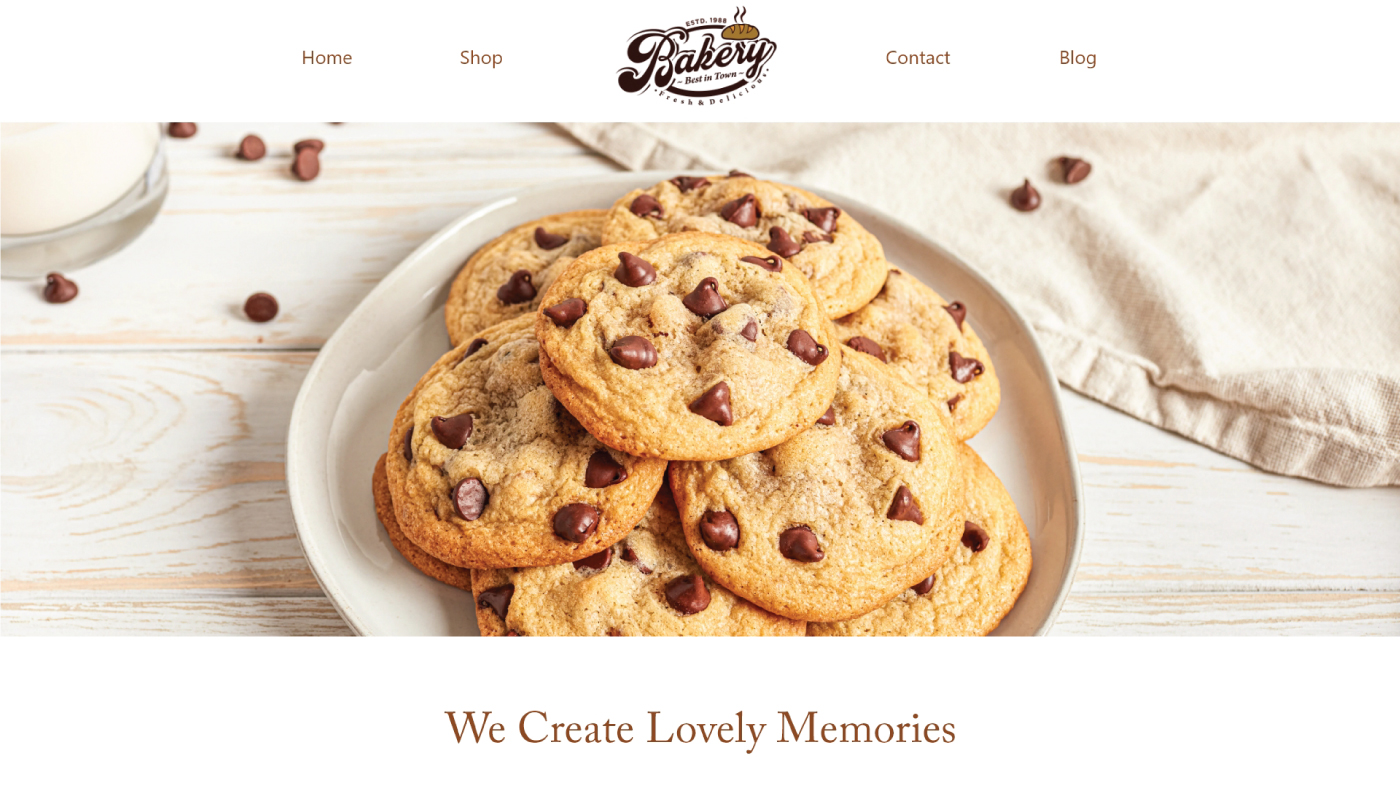 Home
Shop
ESTD. 1988
Bakery
– Best in Town –
• Fresh & Delicious •
Contact
Blog
We Create Lovely Memories